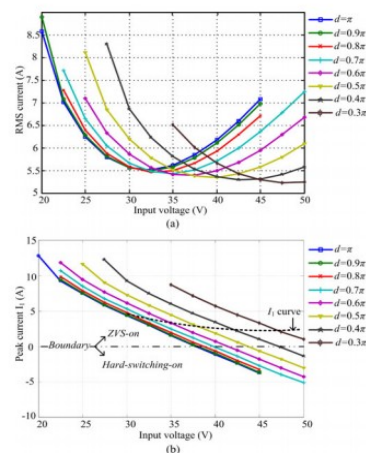 RMS current (A)
8.5
8
7.5
7
6.5
6
5.5
5
20 25 30 35 40 45 50
Input voltage (V)
(a)
d=π
d=0.9π
d=0.8π
d=0.7π
d=0.6π
d=0.5π
d=0.4π
d=0.3π
Peak current I₁ (A)
15
10
5
0
-5
-10
I₁ curve
ZVS-on
Boundary
Hard-switching-on
20 25 30 35 40 45 50
Input voltage (V)
(b)
d=π
d=0.9π
d=0.8π
d=0.7π
d=0.6π
d=0.5π
d=0.4π
d=0.3π